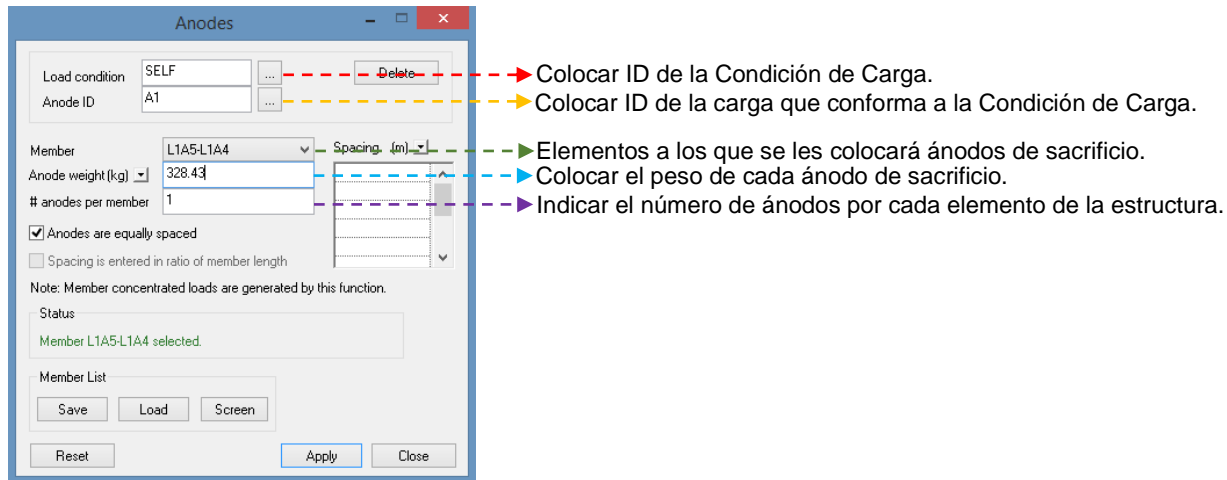 Anodes
Load condition SELF ... Delete Colocar ID de la Condición de Carga.
Anode ID A1 ... Colocar ID de la carga que conforma a la Condición de Carga.
Member L1A5-L1A4 Spacing (m) Elementos a los que se les colocará ánodos de sacrificio.
Anode weight(kg) 328.43 Colocar el peso de cada ánodo de sacrificio.
# anodes per member 1 Indicar el número de ánodos por cada elemento de la estructura.
Anodes are equally spaced
Spacing is entered in ratio of member length
Note: Member concentrated loads are generated by this function.
Status
Member L1A5-L1A4 selected.
Member List
Save Load Screen
Reset Apply Close